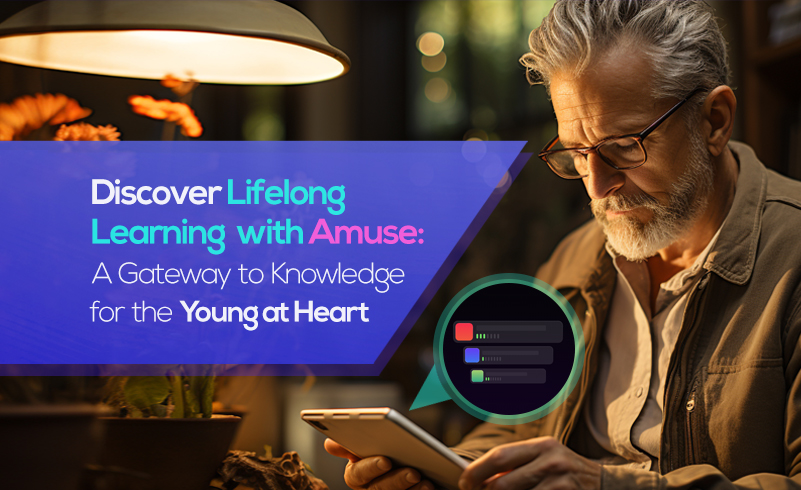 Discover Lifelong
Learning with Amuse:
A Gateway to Knowledge
for the Young at Heart